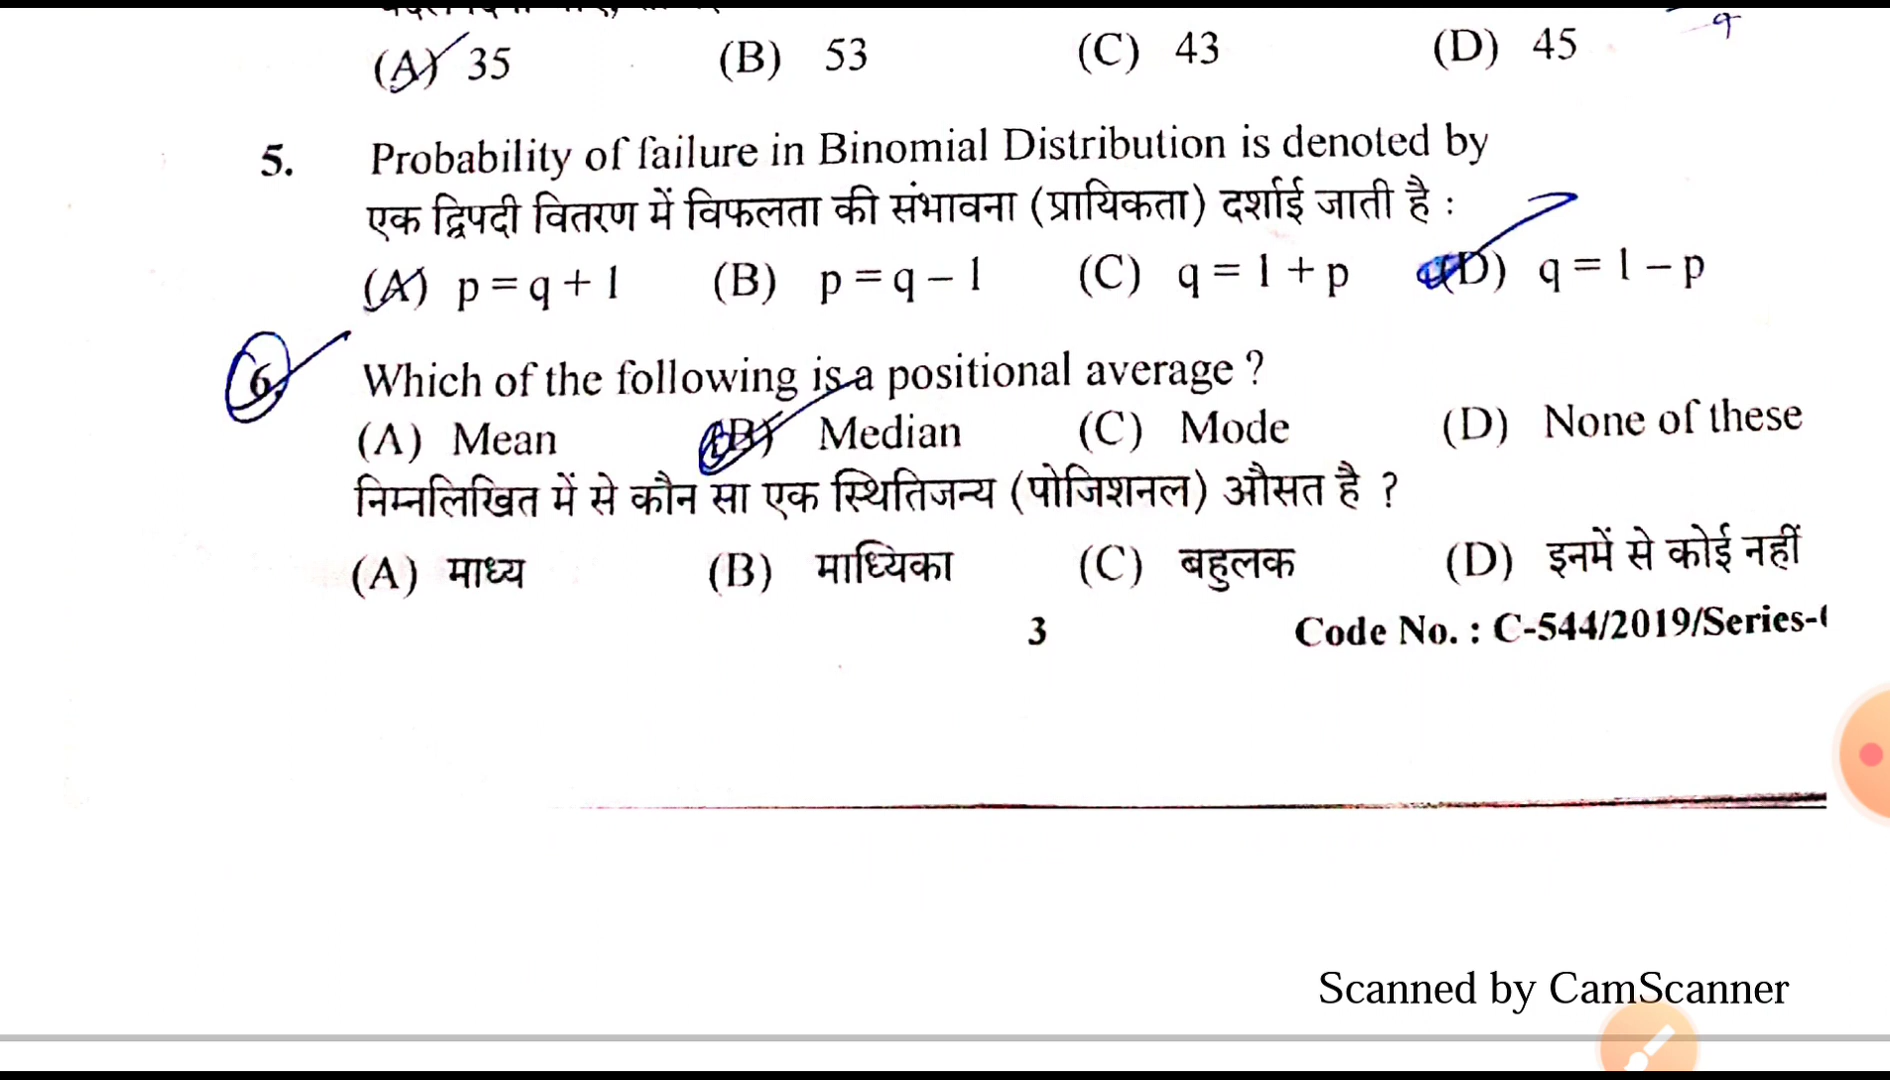 (A) 35 (B) 53 (C) 43 (D) 45
q
5. Probability of failure in Binomial Distribution is denoted by
एक द्विपदी वितरण में विफलता की संभावना (प्रायिकता) दर्शाई जाती है :
(A) p = q + 1 (B) p = q – 1 (C) q = 1 + p (D) q = 1 – p
6. Which of the following is a positional average ?
(A) Mean (B) Median (C) Mode (D) None of these
निम्नलिखित में से कौन सा एक स्थितिजन्य (पोजिशनल) औसत है ?
(A) माध्य (B) माध्यिका (C) बहुलक (D) इनमें से कोई नहीं
3 Code No. : C-544/2019/Series-
Scanned by CamScanner